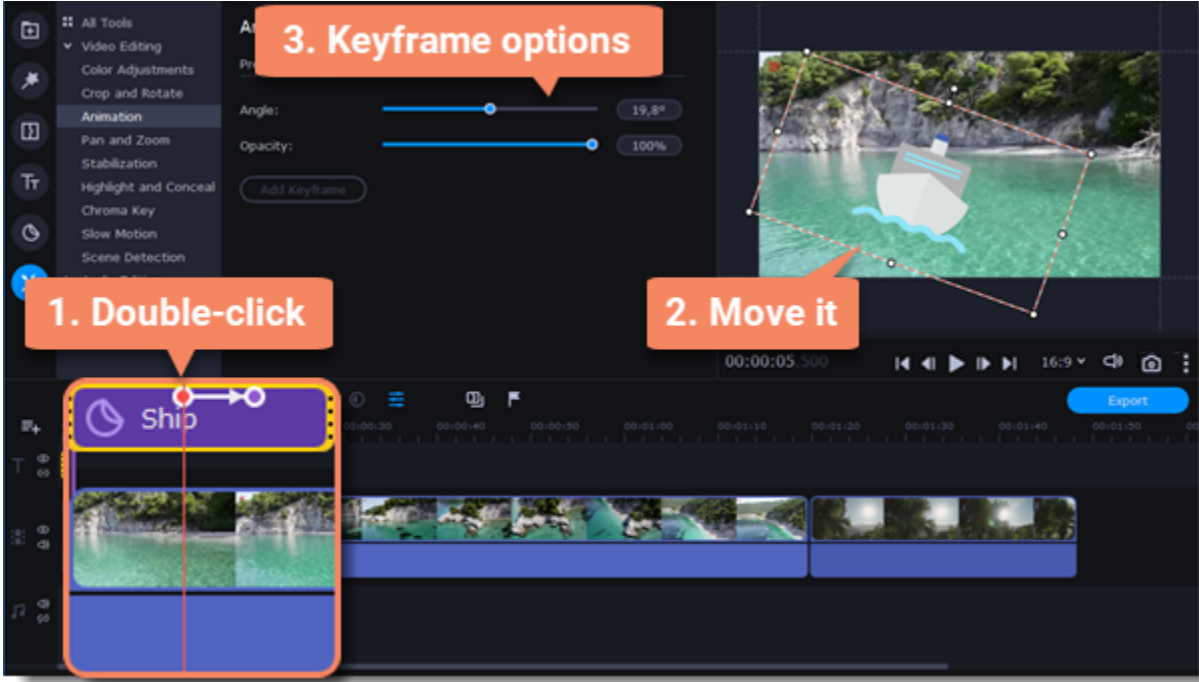 All Tools
Video Editing
Color Adjustments
Crop and Rotate
Animation
Pan and Zoom
Stabilization
Highlight and Conceal
Chroma Key
Slow Motion
Scene Detection
3. Keyframe options
Angle:
19,8º
Opacity:
100%
Add Keyframe
1. Double-click
2. Move it
00:00:05.500
16:9
Export
Ship
00:00:30
00:00:40
00:00:50
00:01:00
00:01:10
00:01:20
00:01:30
00:01:40
00:01:50